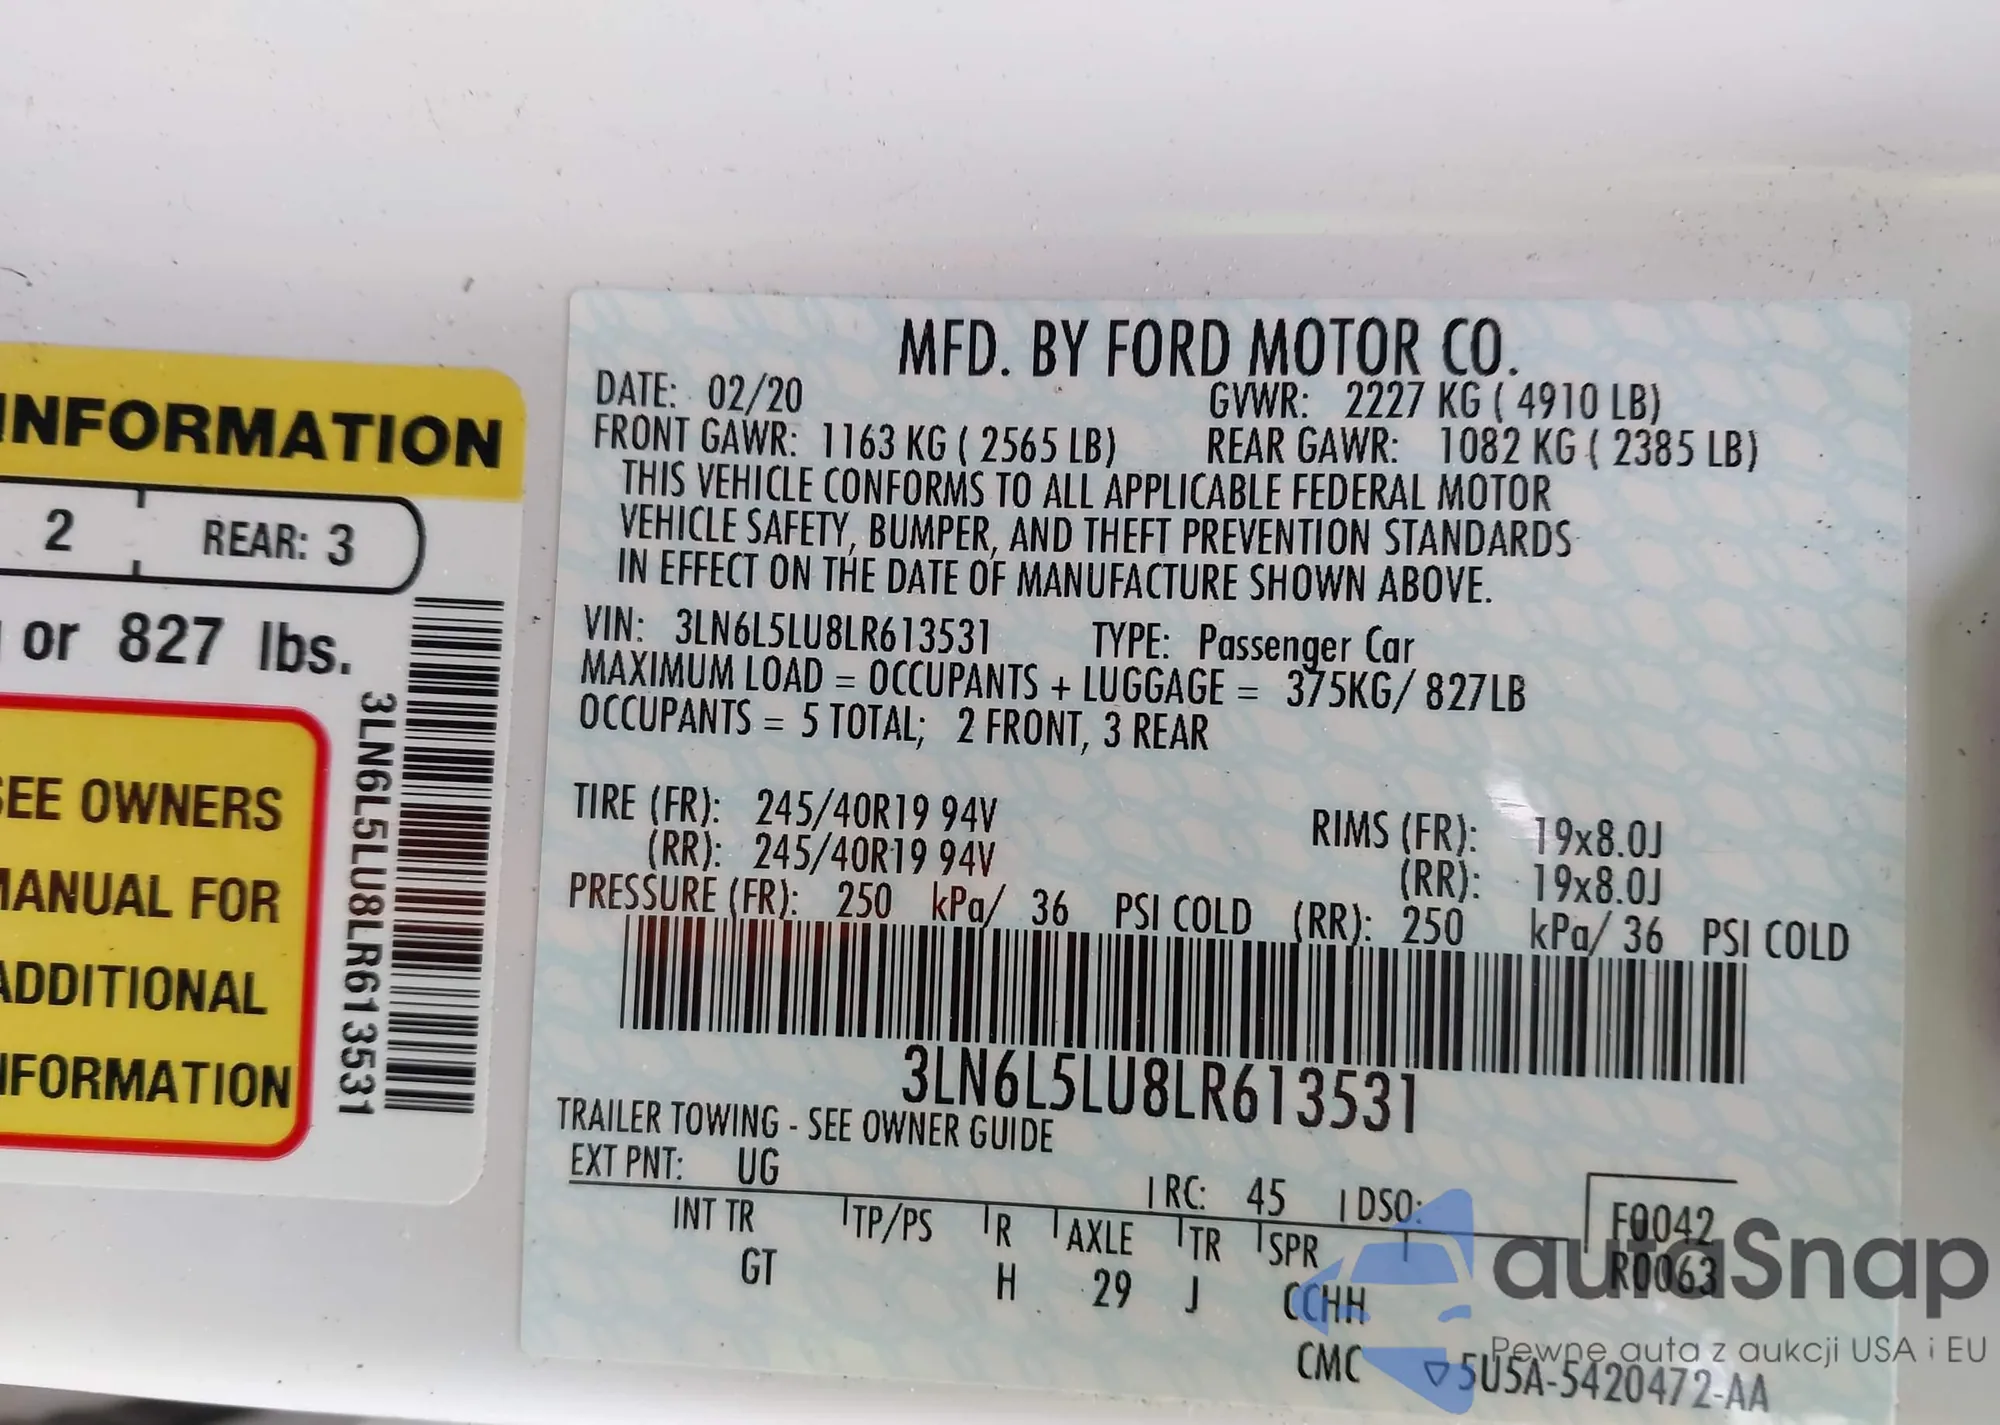 INFORMATION
2 REAR: 3
or 827 lbs.
SEE OWNERS
MANUAL FOR
ADDITIONAL
INFORMATION
3LN6L5LU8LR613531
MFD. BY FORD MOTOR CO.
DATE: 02/20 GVWR: 2227 KG ( 4910 LB)
FRONT GAWR: 1163 KG ( 2565 LB) REAR GAWR: 1082 KG ( 2385 LB)
THIS VEHICLE CONFORMS TO ALL APPLICABLE FEDERAL MOTOR
VEHICLE SAFETY, BUMPER, AND THEFT PREVENTION STANDARDS
IN EFFECT ON THE DATE OF MANUFACTURE SHOWN ABOVE.
VIN: 3LN6L5LU8LR613531 TYPE: Passenger Car
MAXIMUM LOAD = OCCUPANTS + LUGGAGE = 375KG/ 827LB
OCCUPANTS = 5 TOTAL; 2 FRONT, 3 REAR
TIRE (FR): 245/40R19 94V RIMS (FR): 19x8.0J
(RR): 245/40R19 94V (RR): 19x8.0J
PRESSURE (FR): 250 kPa/ 36 PSI COLD (RR): 250 kPa/ 36 PSI COLD
3LN6L5LU8LR613531
TRAILER TOWING - SEE OWNER GUIDE
EXT PNT: UG RC: 45 DSO: F0042
INT TR TP/PS R AXLE TR SPR R0063
GT H 29 J CCHH
CMC 5U5A-5420472-AA
autaSnap
Pewne auta z aukcji USA i EU